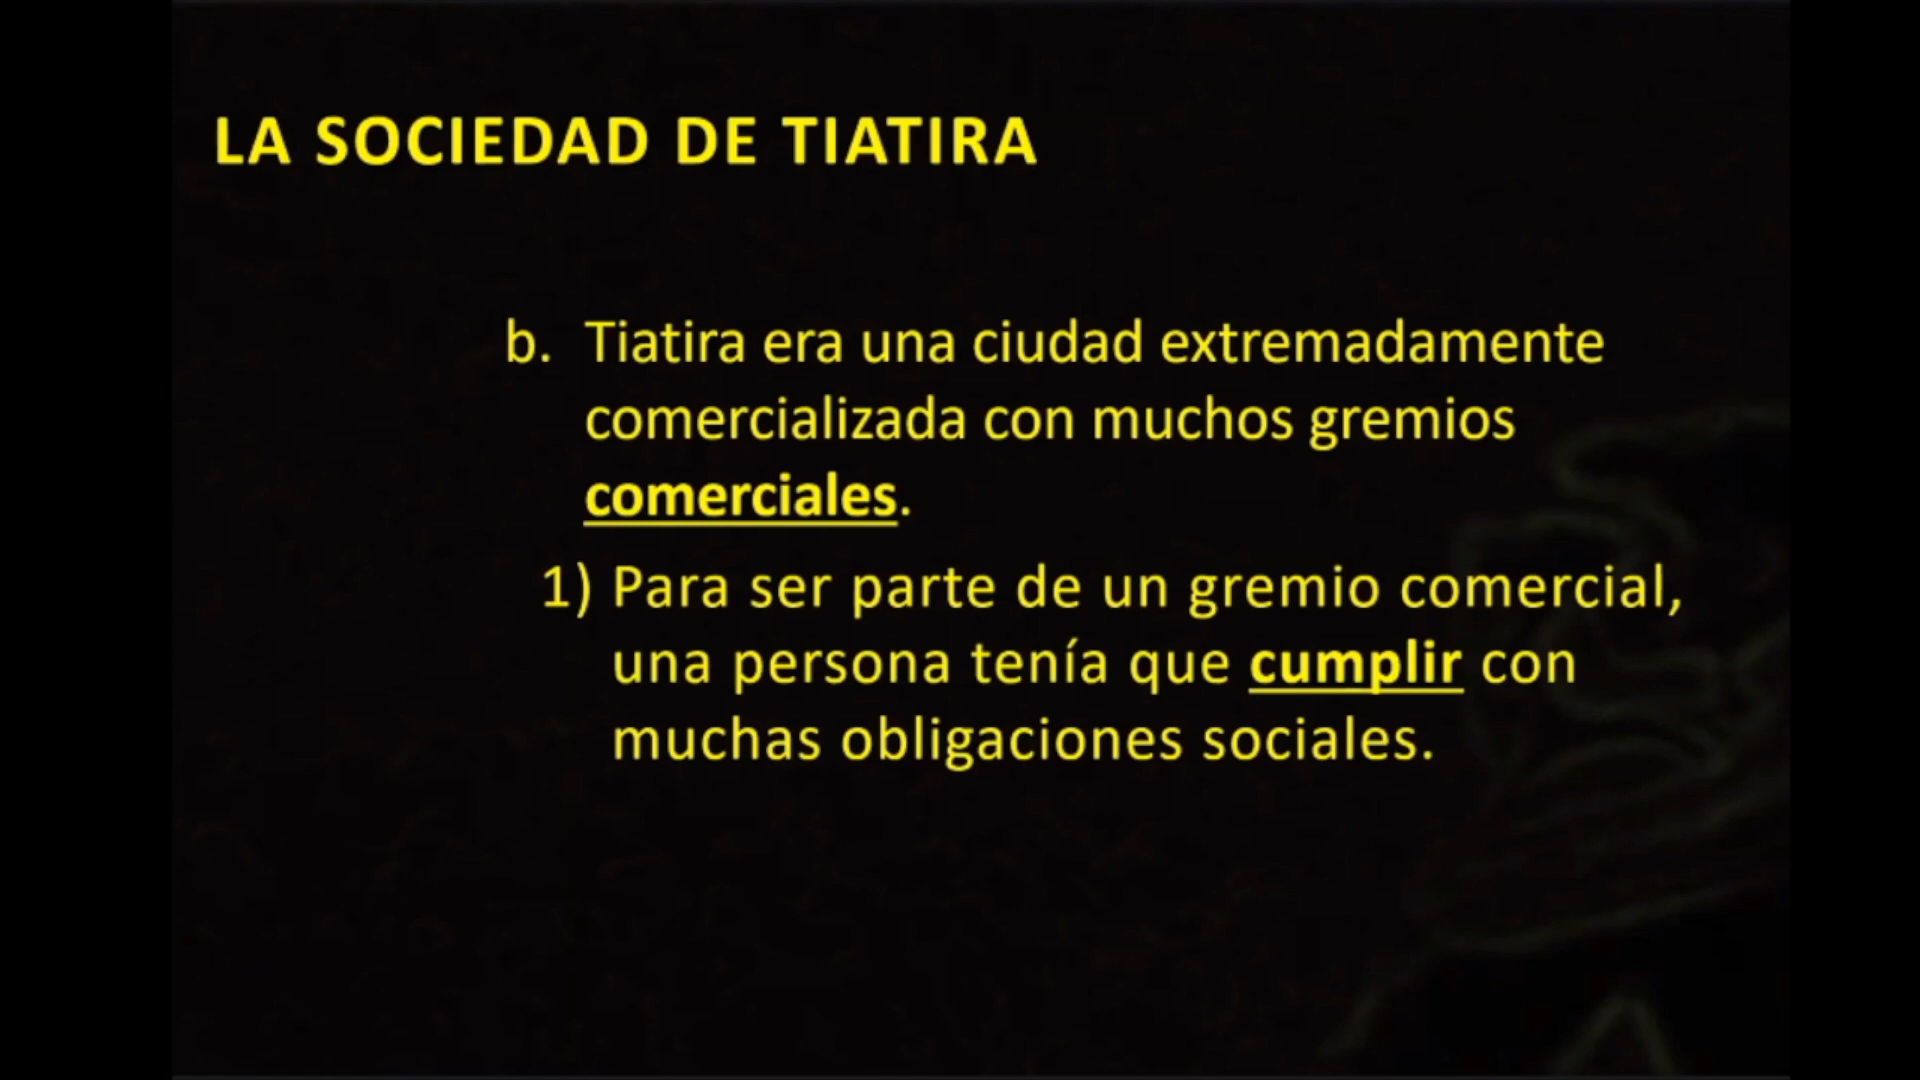 LA SOCIEDAD DE TIATIRA
b. Tiatira era una ciudad extremadamente
comercializada con muchos gremios
comerciales.
1) Para ser parte de un gremio comercial,
una persona tenía que cumplir con
muchas obligaciones sociales.